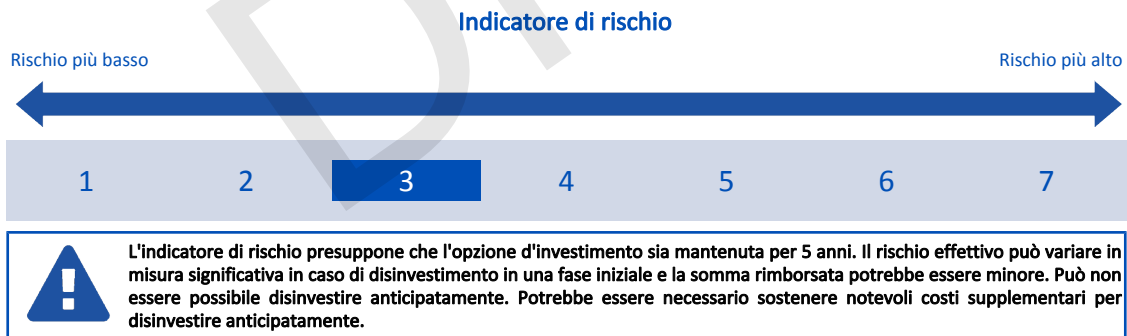 Indicatore di rischio
Rischio più basso
Rischio più alto
1 2 3 4 5 6 7
L'indicatore di rischio presuppone che l'opzione d'investimento sia mantenuta per 5 anni. Il rischio effettivo può variare in
misura significativa in caso di disinvestimento in una fase iniziale e la somma rimborsata potrebbe essere minore. Può non
essere possibile disinvestire anticipatamente. Potrebbe essere necessario sostenere notevoli costi supplementari per
disinvestire anticipatamente.